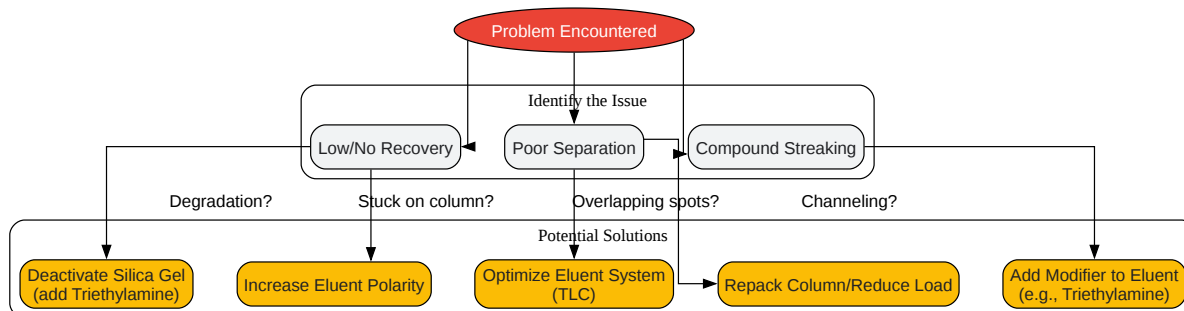 Problem Encountered
Identify the Issue
Low/No Recovery
Poor Separation
Compound Streaking
Degradation?
Stuck on column?
Overlapping spots?
Channeling?
Potential Solutions
Deactivate Silica Gel
(add Triethylamine)
Increase Eluent Polarity
Optimize Eluent System
(TLC)
Repack Column/Reduce Load
Add Modifier to Eluent
(e.g., Triethylamine)